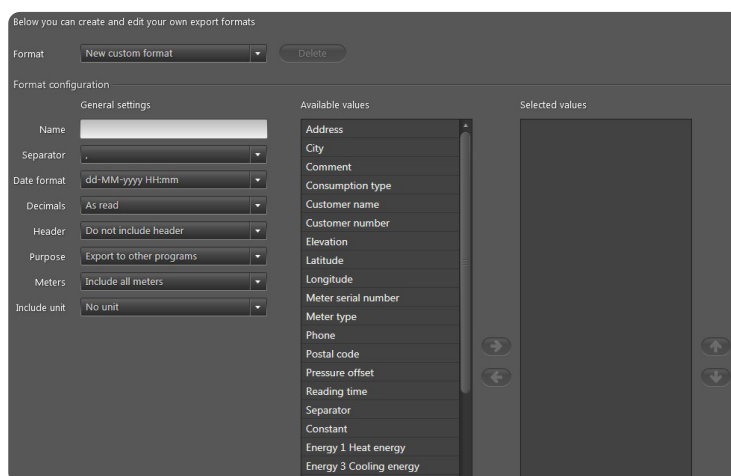 Below you can create and edit your own export formats
Format New custom format Delete
Format configuration
General settings Available values Selected values
Name
Separator ,
Date format dd-MM-yyyy HH:mm
Decimals As read
Header Do not include header
Purpose Export to other programs
Meters Include all meters
Include unit No unit
Address
City
Comment
Consumption type
Customer name
Customer number
Elevation
Latitude
Longitude
Meter serial number
Meter type
Phone
Postal code
Pressure offset
Reading time
Separator
Constant
Energy 1 Heat energy
Energy 3 Cooling energy